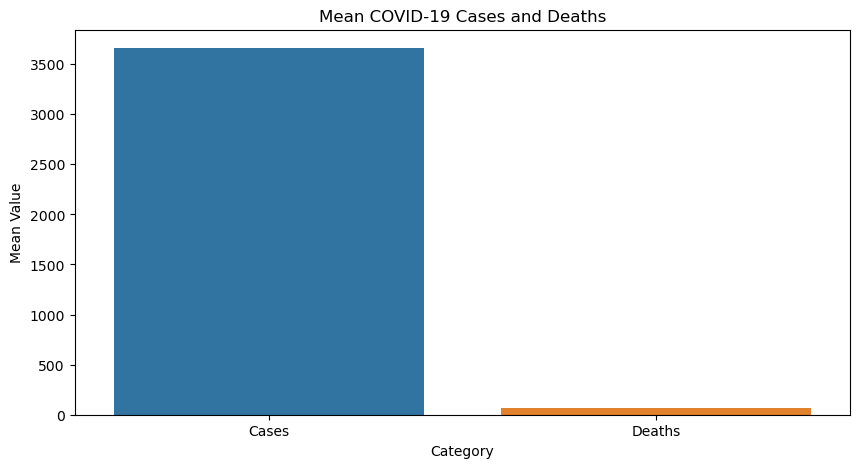 Mean COVID-19 Cases and Deaths
3500
3000
2500
2000
1500
1000
500
0
Mean Value
Cases
Deaths
Category